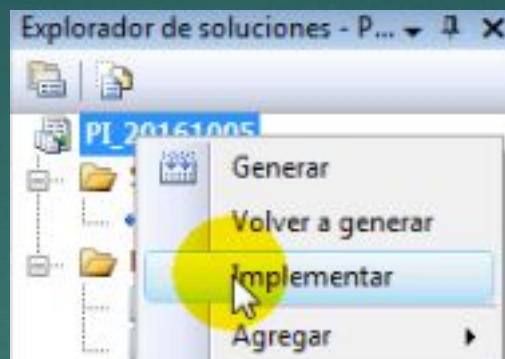 Explorador de soluciones - P...
PI_20161005
Generar
Volver a generar
Implementar
Agregar